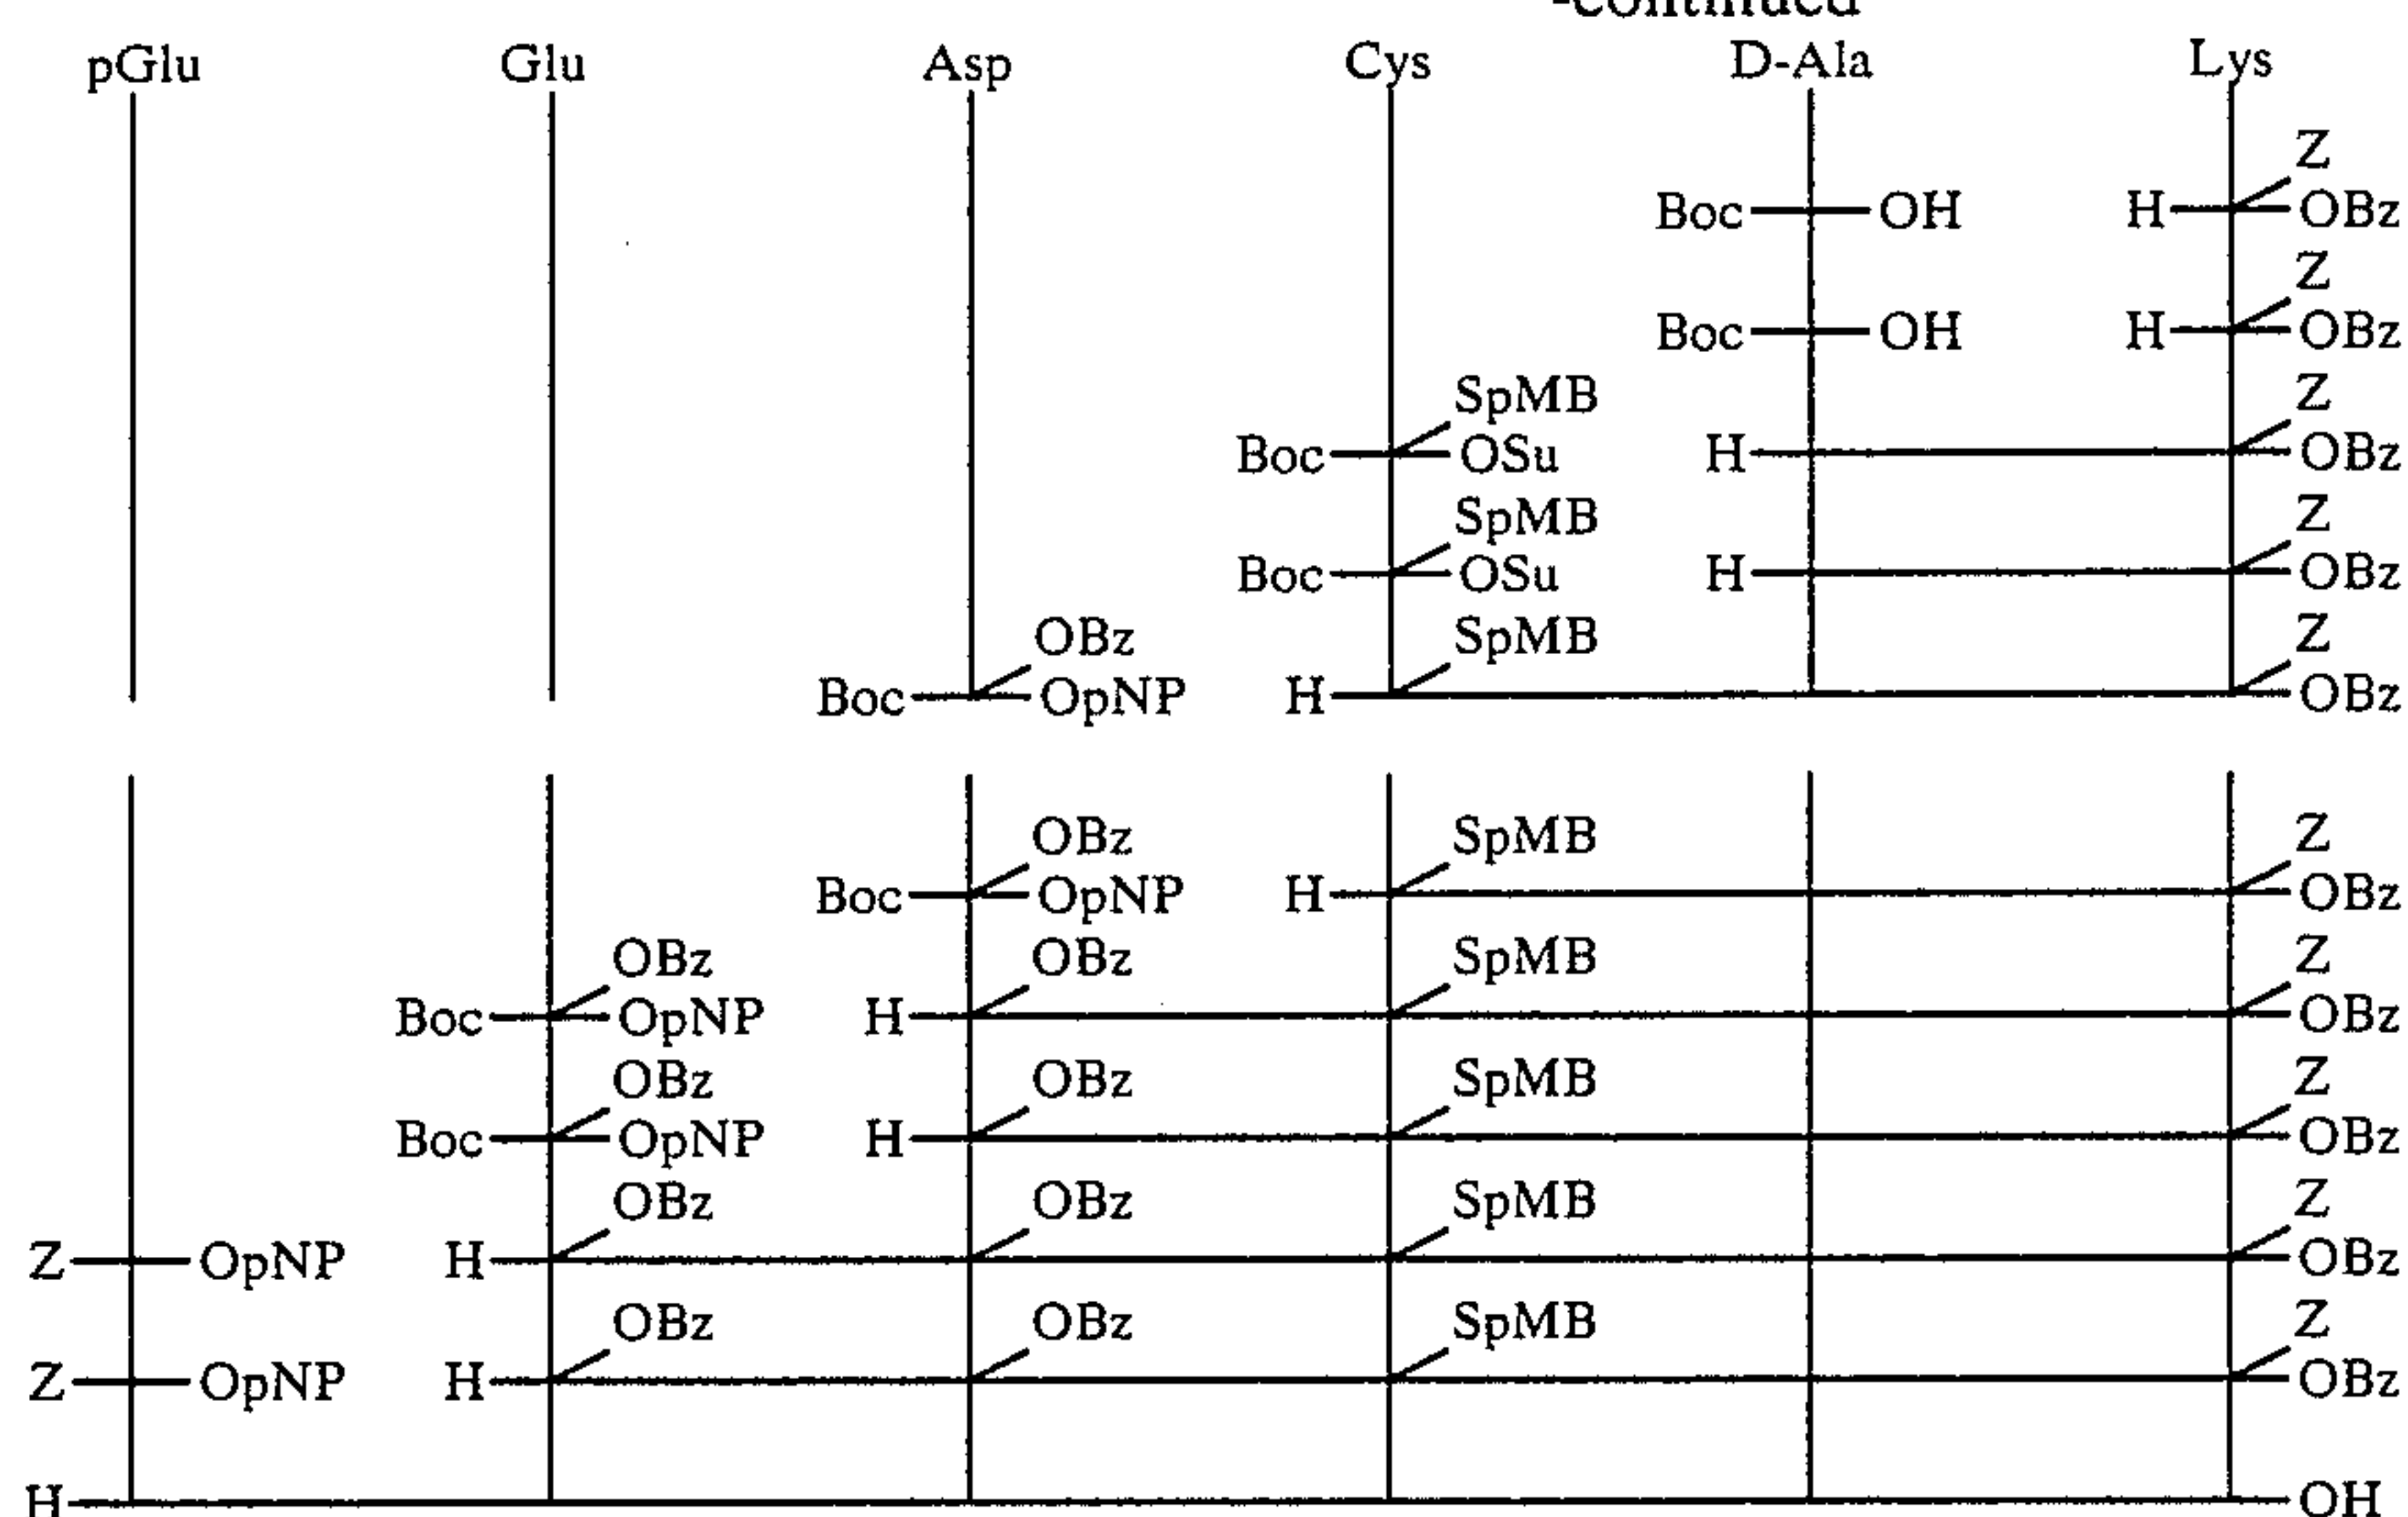 -continued
pGlu Glu Asp Cys D-Ala Lys
Z
Boc OH H OBz
Z
Boc OH H OBz
SpMB Z
Boc OSu H OBz
SpMB Z
Boc OSu H OBz
OBz SpMB Z
Boc OpNP H OBz
OBz SpMB Z
Boc OpNP H OBz
OBz OBz SpMB Z
Boc OpNP H OBz
OBz OBz SpMB Z
Boc OpNP H OBz
OBz OBz SpMB Z
Z OpNP H OBz
OBz OBz SpMB Z
Z OpNP H OBz
H OH